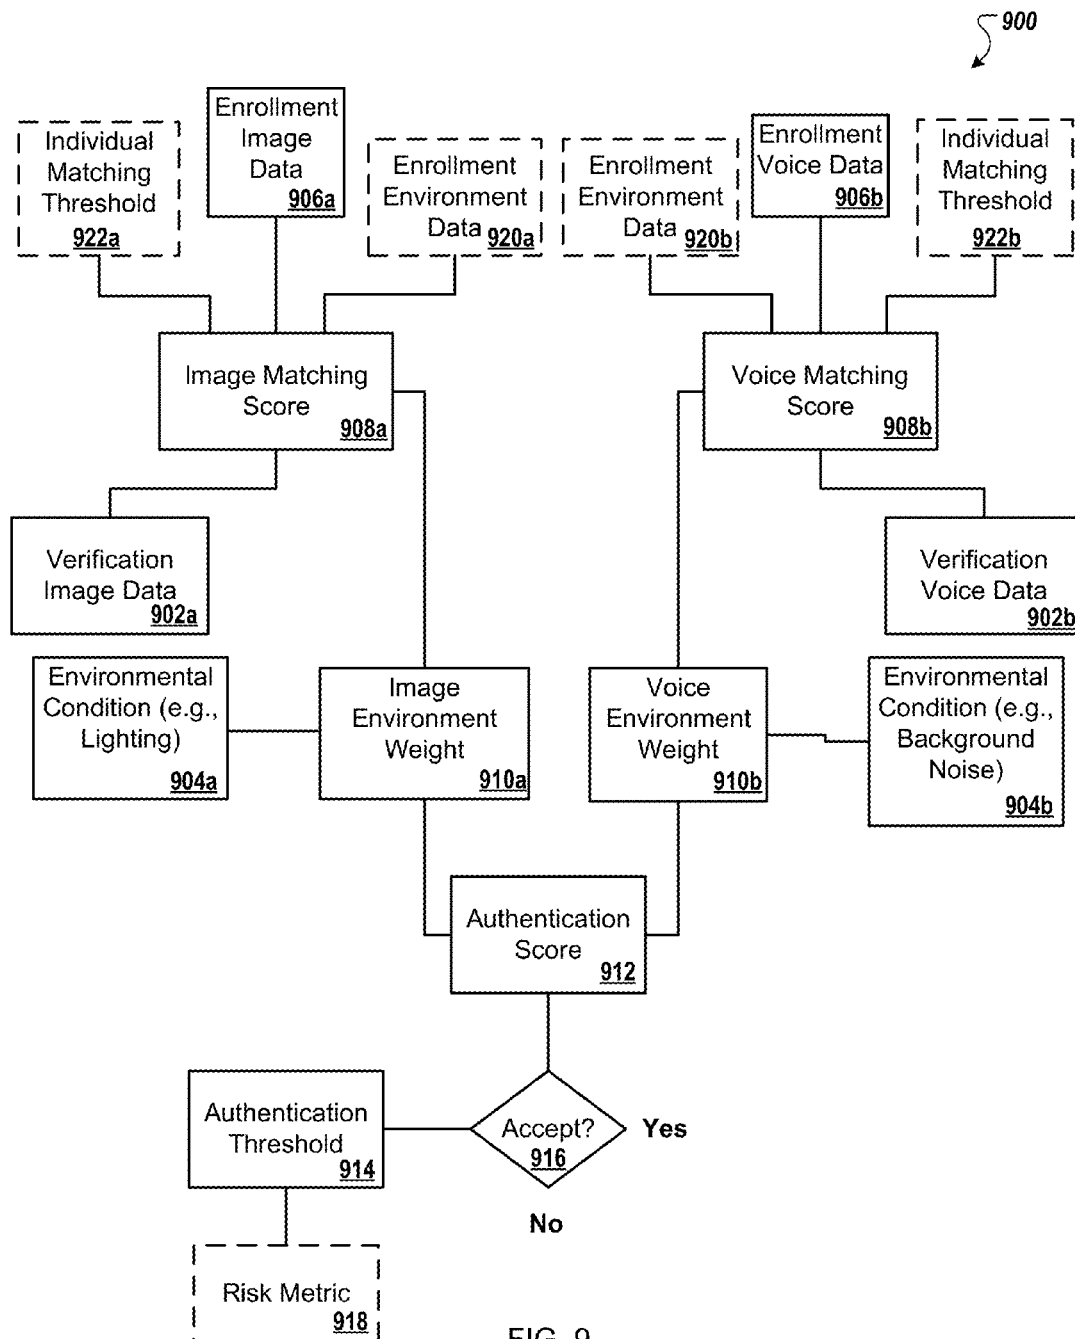 900
Enrollment
Image
Data
906a
Individual
Matching
Threshold
922a
Enrollment
Environment
Data 920a
Enrollment
Environment
Data 920b
Enrollment
Voice Data
906b
Individual
Matching
Threshold
922b
Image Matching
Score
908a
Voice Matching
Score
908b
Verification
Image Data
902a
Verification
Voice Data
902b
Environmental
Condition (e.g.,
Lighting)
904a
Image
Environment
Weight
910a
Voice
Environment
Weight
910b
Environmental
Condition (e.g.,
Background
Noise)
904b
Authentication
Score
912
Authentication
Threshold
914
Accept?
916
Yes
No
Risk Metric
918
FIG. 9